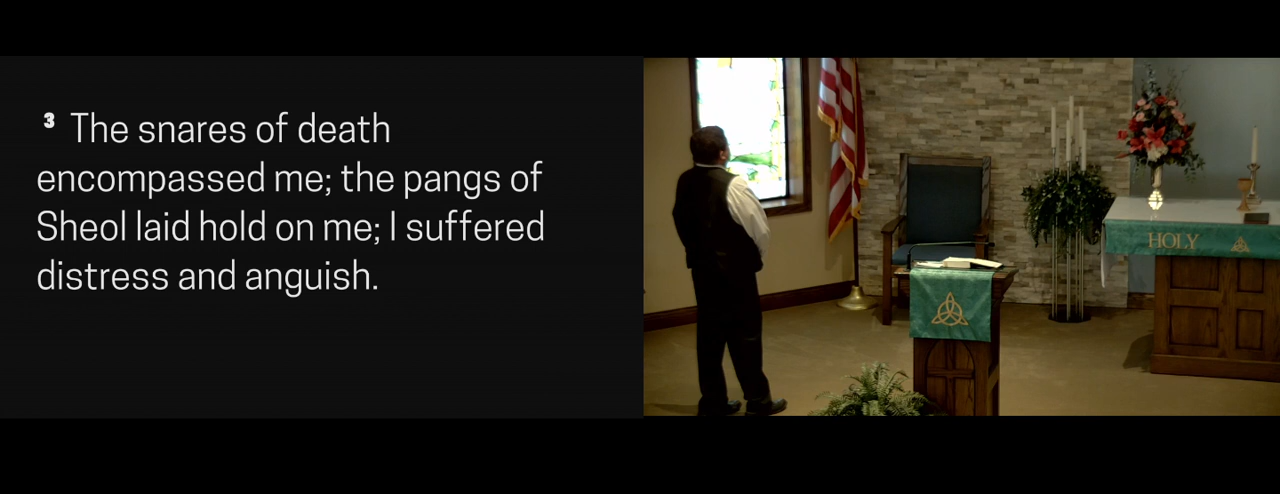 3 The snares of death
encompassed me; the pangs of
Sheol laid hold on me; I suffered
distress and anguish.
HOLY